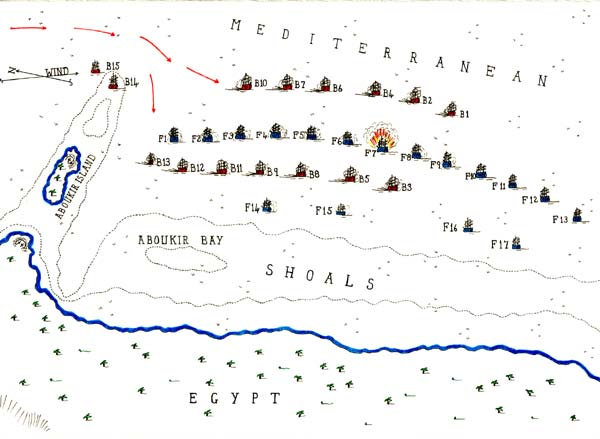 MEDITERRANEAN
N WIND S
B15
B14
B10 B7 B6 B4 B2 B1
F1 F2 F3 F4 F5 F6 F7 F8 F9 F10 F11 F12 F13
B13 B12 B11 B9 B8 B5 B3
F14 F15 F16 F17
ABOUKIR ISLAND
ABOUKIR BAY
SHOALS
EGYPT